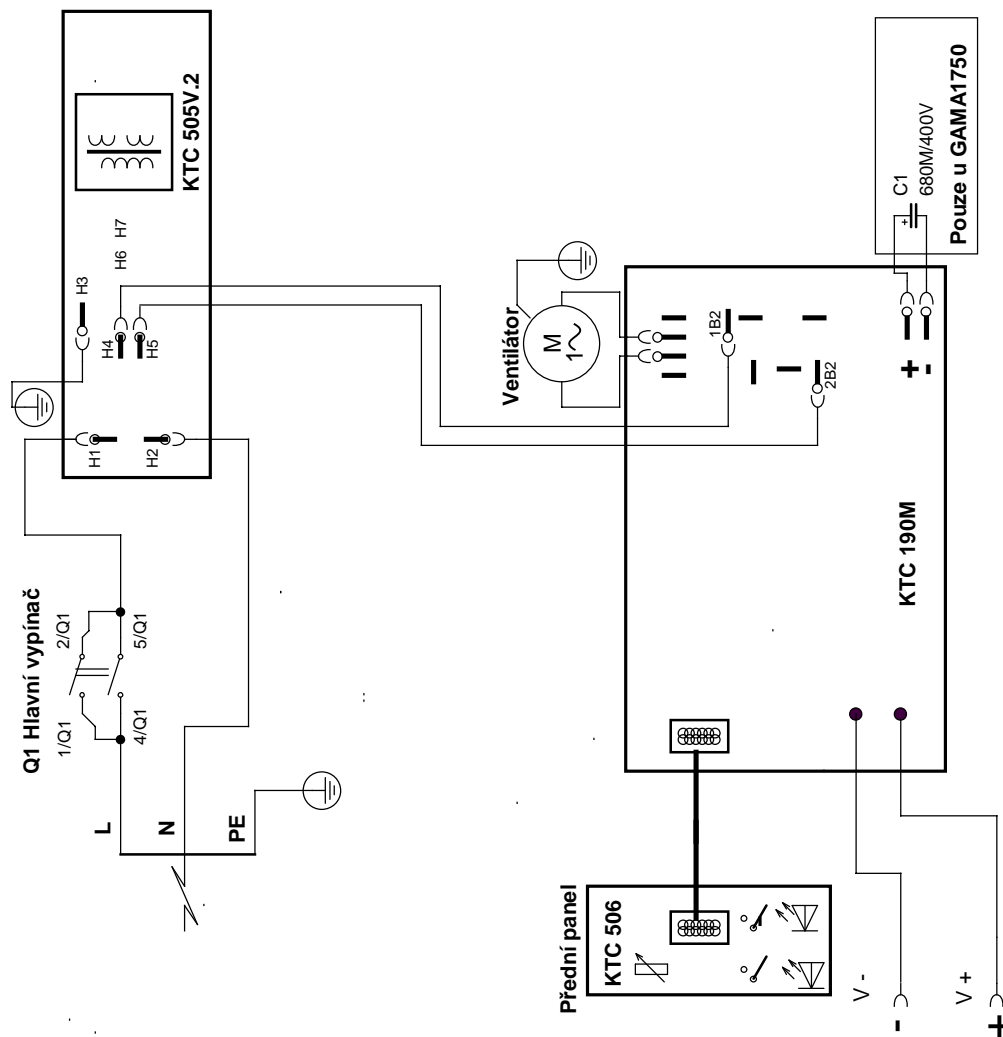 KTC 505V.2
H3
H4
H5
H6
H7
H1
H2
Q1 Hlavní vypínač
1/Q1
2/Q1
4/Q1
5/Q1
L
N
PE
Ventilátor
M
1
1B2
2B2
+
-
C1
680M/400V
+
Pouze u GAMA1750
KTC 190M
Přední panel
KTC 506
V -
-
V +
+